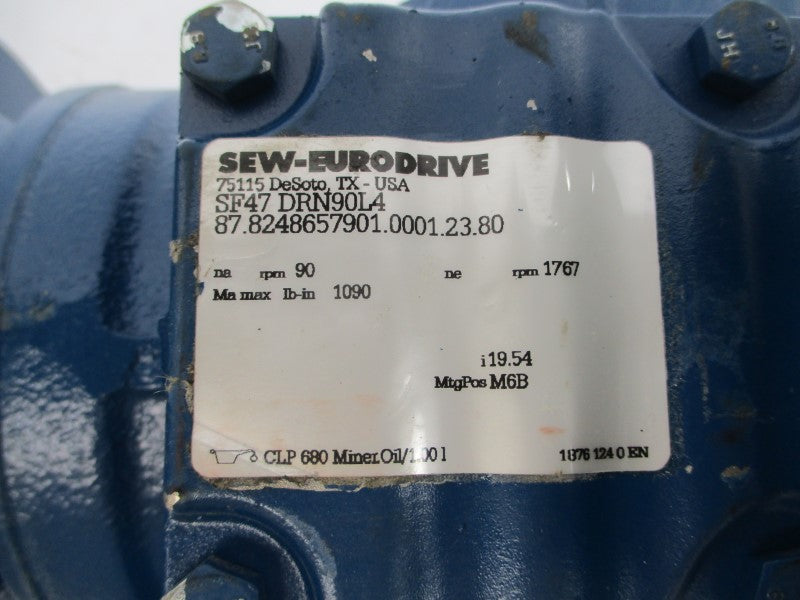 SEW-EURODRIVE
75115 DeSoto, TX - USA
SF47 DRN90L4
87.8248657901.0001.23.80
na rpm 90 ne rpm 1767
Ma max lb-in 1090
i 19.54
MtgPos M6B
CLP 680 Miner.Oil/1.00 l
1876 124 0 EN
JH